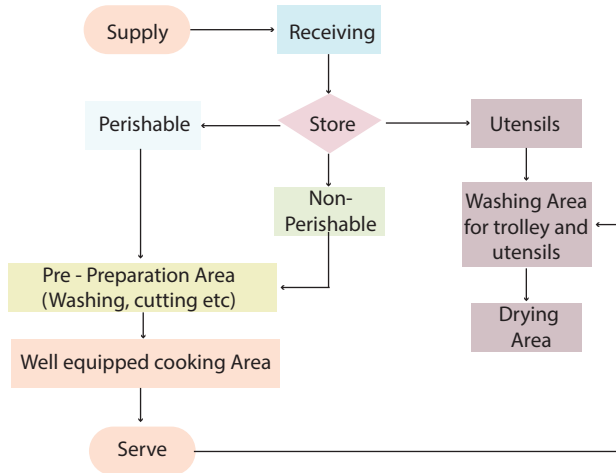 Supply
Receiving
Perishable
Store
Utensils
Non-
Perishable
Washing Area
for trolley and
utensils
Pre - Preparation Area
(Washing, cutting etc)
Drying
Area
Well equipped cooking Area
Serve